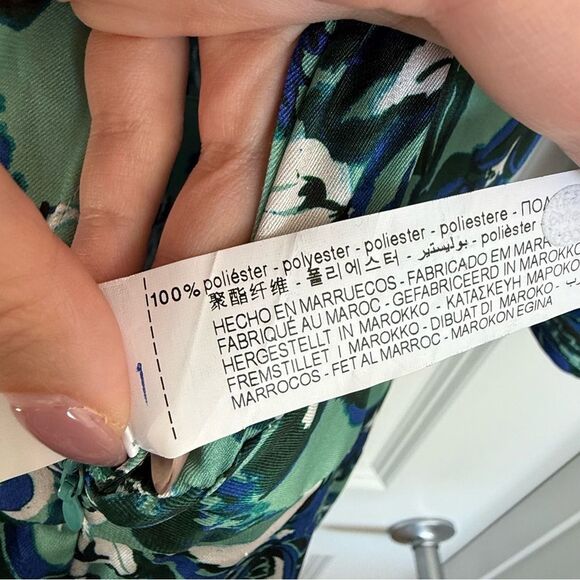 100% poliéster - polyester - poliester - poliestere - ПОЛ
聚酯纤维 - 폴리에스터 - بوليستير - polièster
HECHO EN MARRUECOS - FABRICADO EM MARR
FABRIQUÉ AU MAROC - GEFABRICEERD IN MAROKKO
HERGESTELLT IN MAROKKO - ΚΑΤΑΣΚΕΥΗ ΜΑΡΟΚΟ
FREMSTILLET I MAROKKO - DIBUAT DI MAROKO -
MARROCOS - FET AL MARROC - MAROKON EGINA